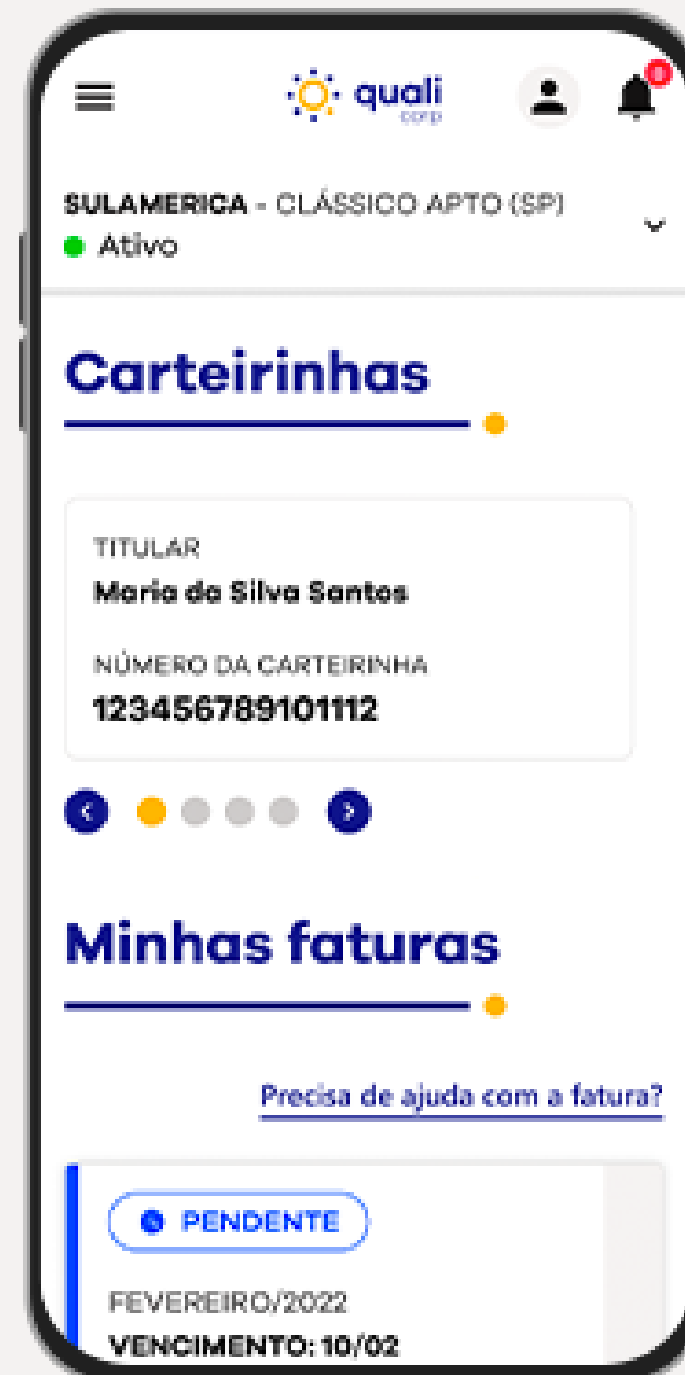 quali
corp
0
SULAMERICA - CLÁSSICO APTO (SP)
Ativo
Carteirinhas
TITULAR
Maria da Silva Santos
NÚMERO DA CARTEIRINHA
123456789101112
Minhas faturas
Precisa de ajuda com a fatura?
PENDENTE
FEVEREIRO/2022
VENCIMENTO: 10/02